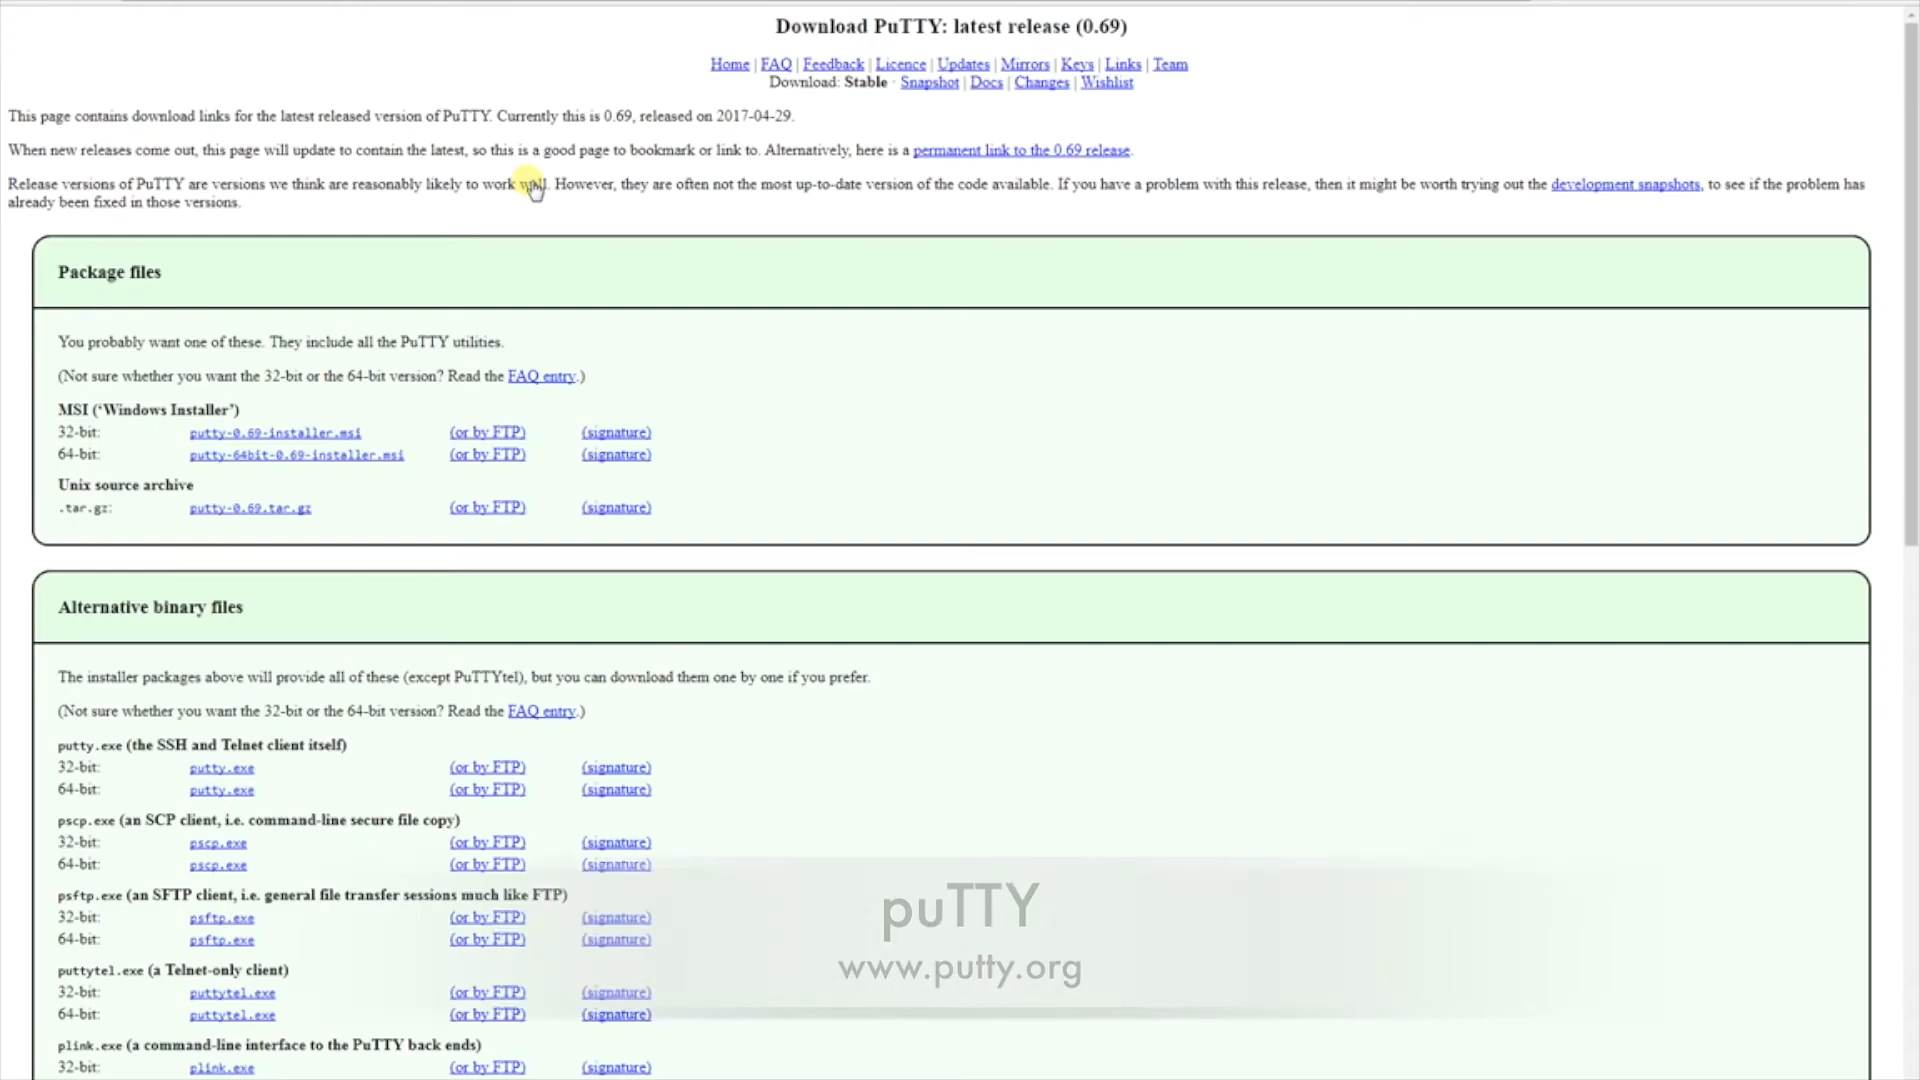 Download PuTTY: latest release (0.69)
Home | FAQ | Feedback | Licence | Updates | Mirrors | Keys | Links | Team
Download: Stable · Snapshot | Docs | Changes | Wishlist
This page contains download links for the latest released version of PuTTY. Currently this is 0.69, released on 2017-04-29.
When new releases come out, this page will update to contain the latest, so this is a good page to bookmark or link to. Alternatively, here is a permanent link to the 0.69 release.
Release versions of PuTTY are versions we think are reasonably likely to work well. However, they are often not the most up-to-date version of the code available. If you have a problem with this release, then it might be worth trying out the development snapshots, to see if the problem has
already been fixed in those versions.
Package files
You probably want one of these. They include all the PuTTY utilities.
(Not sure whether you want the 32-bit or the 64-bit version? Read the FAQ entry.)
MSI (‘Windows Installer’)
32-bit: putty-0.69-installer.msi (or by FTP) (signature)
64-bit: putty-64bit-0.69-installer.msi (or by FTP) (signature)
Unix source archive
.tar.gz: putty-0.69.tar.gz (or by FTP) (signature)
Alternative binary files
The installer packages above will provide all of these (except PuTTYtel), but you can download them one by one if you prefer.
(Not sure whether you want the 32-bit or the 64-bit version? Read the FAQ entry.)
putty.exe (the SSH and Telnet client itself)
32-bit: putty.exe (or by FTP) (signature)
64-bit: putty.exe (or by FTP) (signature)
pscp.exe (an SCP client, i.e. command-line secure file copy)
32-bit: pscp.exe (or by FTP) (signature)
64-bit: pscp.exe (or by FTP) (signature)
psftp.exe (an SFTP client, i.e. general file transfer sessions much like FTP)
32-bit: psftp.exe (or by FTP) (signature)
64-bit: psftp.exe (or by FTP) (signature)
puttytel.exe (a Telnet-only client)
32-bit: puttytel.exe (or by FTP) (signature)
64-bit: puttytel.exe (or by FTP) (signature)
plink.exe (a command-line interface to the PuTTY back ends)
32-bit: plink.exe (or by FTP) (signature)
puTTY
www.putty.org